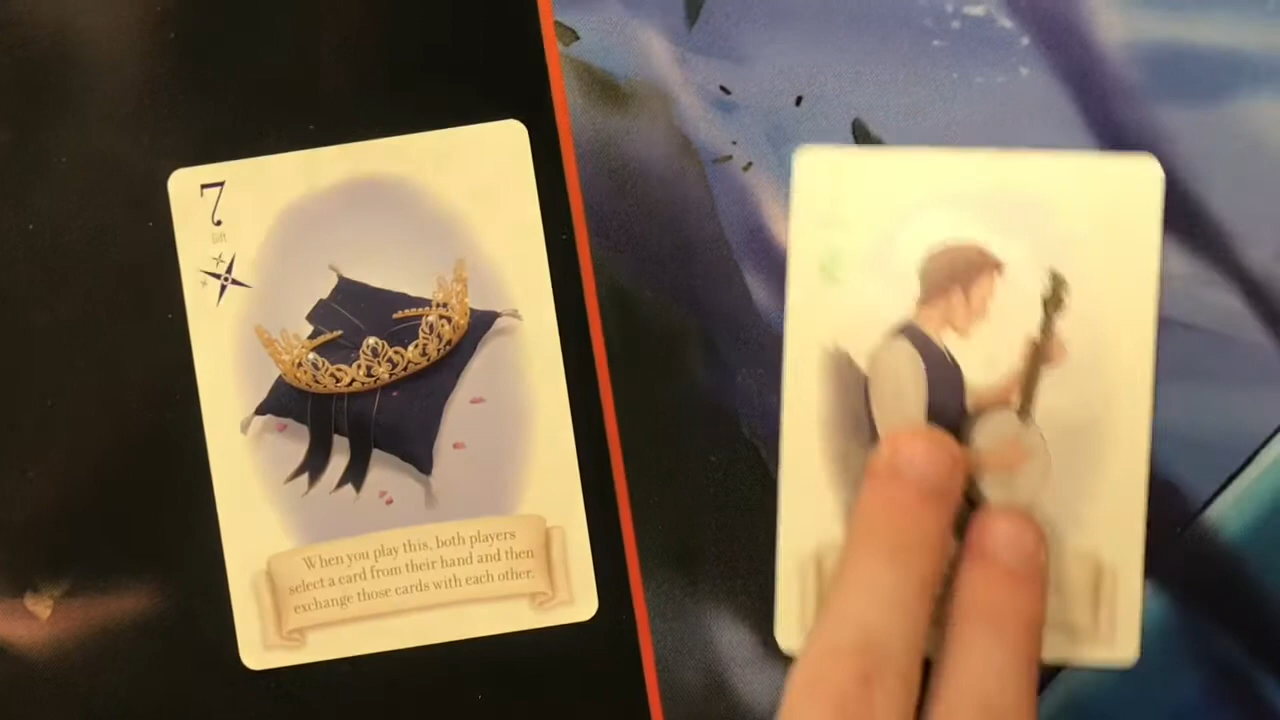 7
Gift
When you play this, both players
select a card from their hand and then
exchange those cards with each other.